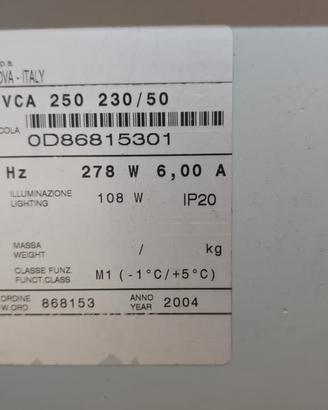 p.a.
OVA - ITALY
VCA 250 230/50
COLA
0D86815301
Hz 278 W 6,00 A
ILLUMINAZIONE
LIGHTING 108 W IP20
MASSA
WEIGHT / kg
CLASSE FUNZ.
FUNCT.CLASS M1 (-1°C/+5°C)
ORDINE
W.ORD. 868153 ANNO
YEAR 2004